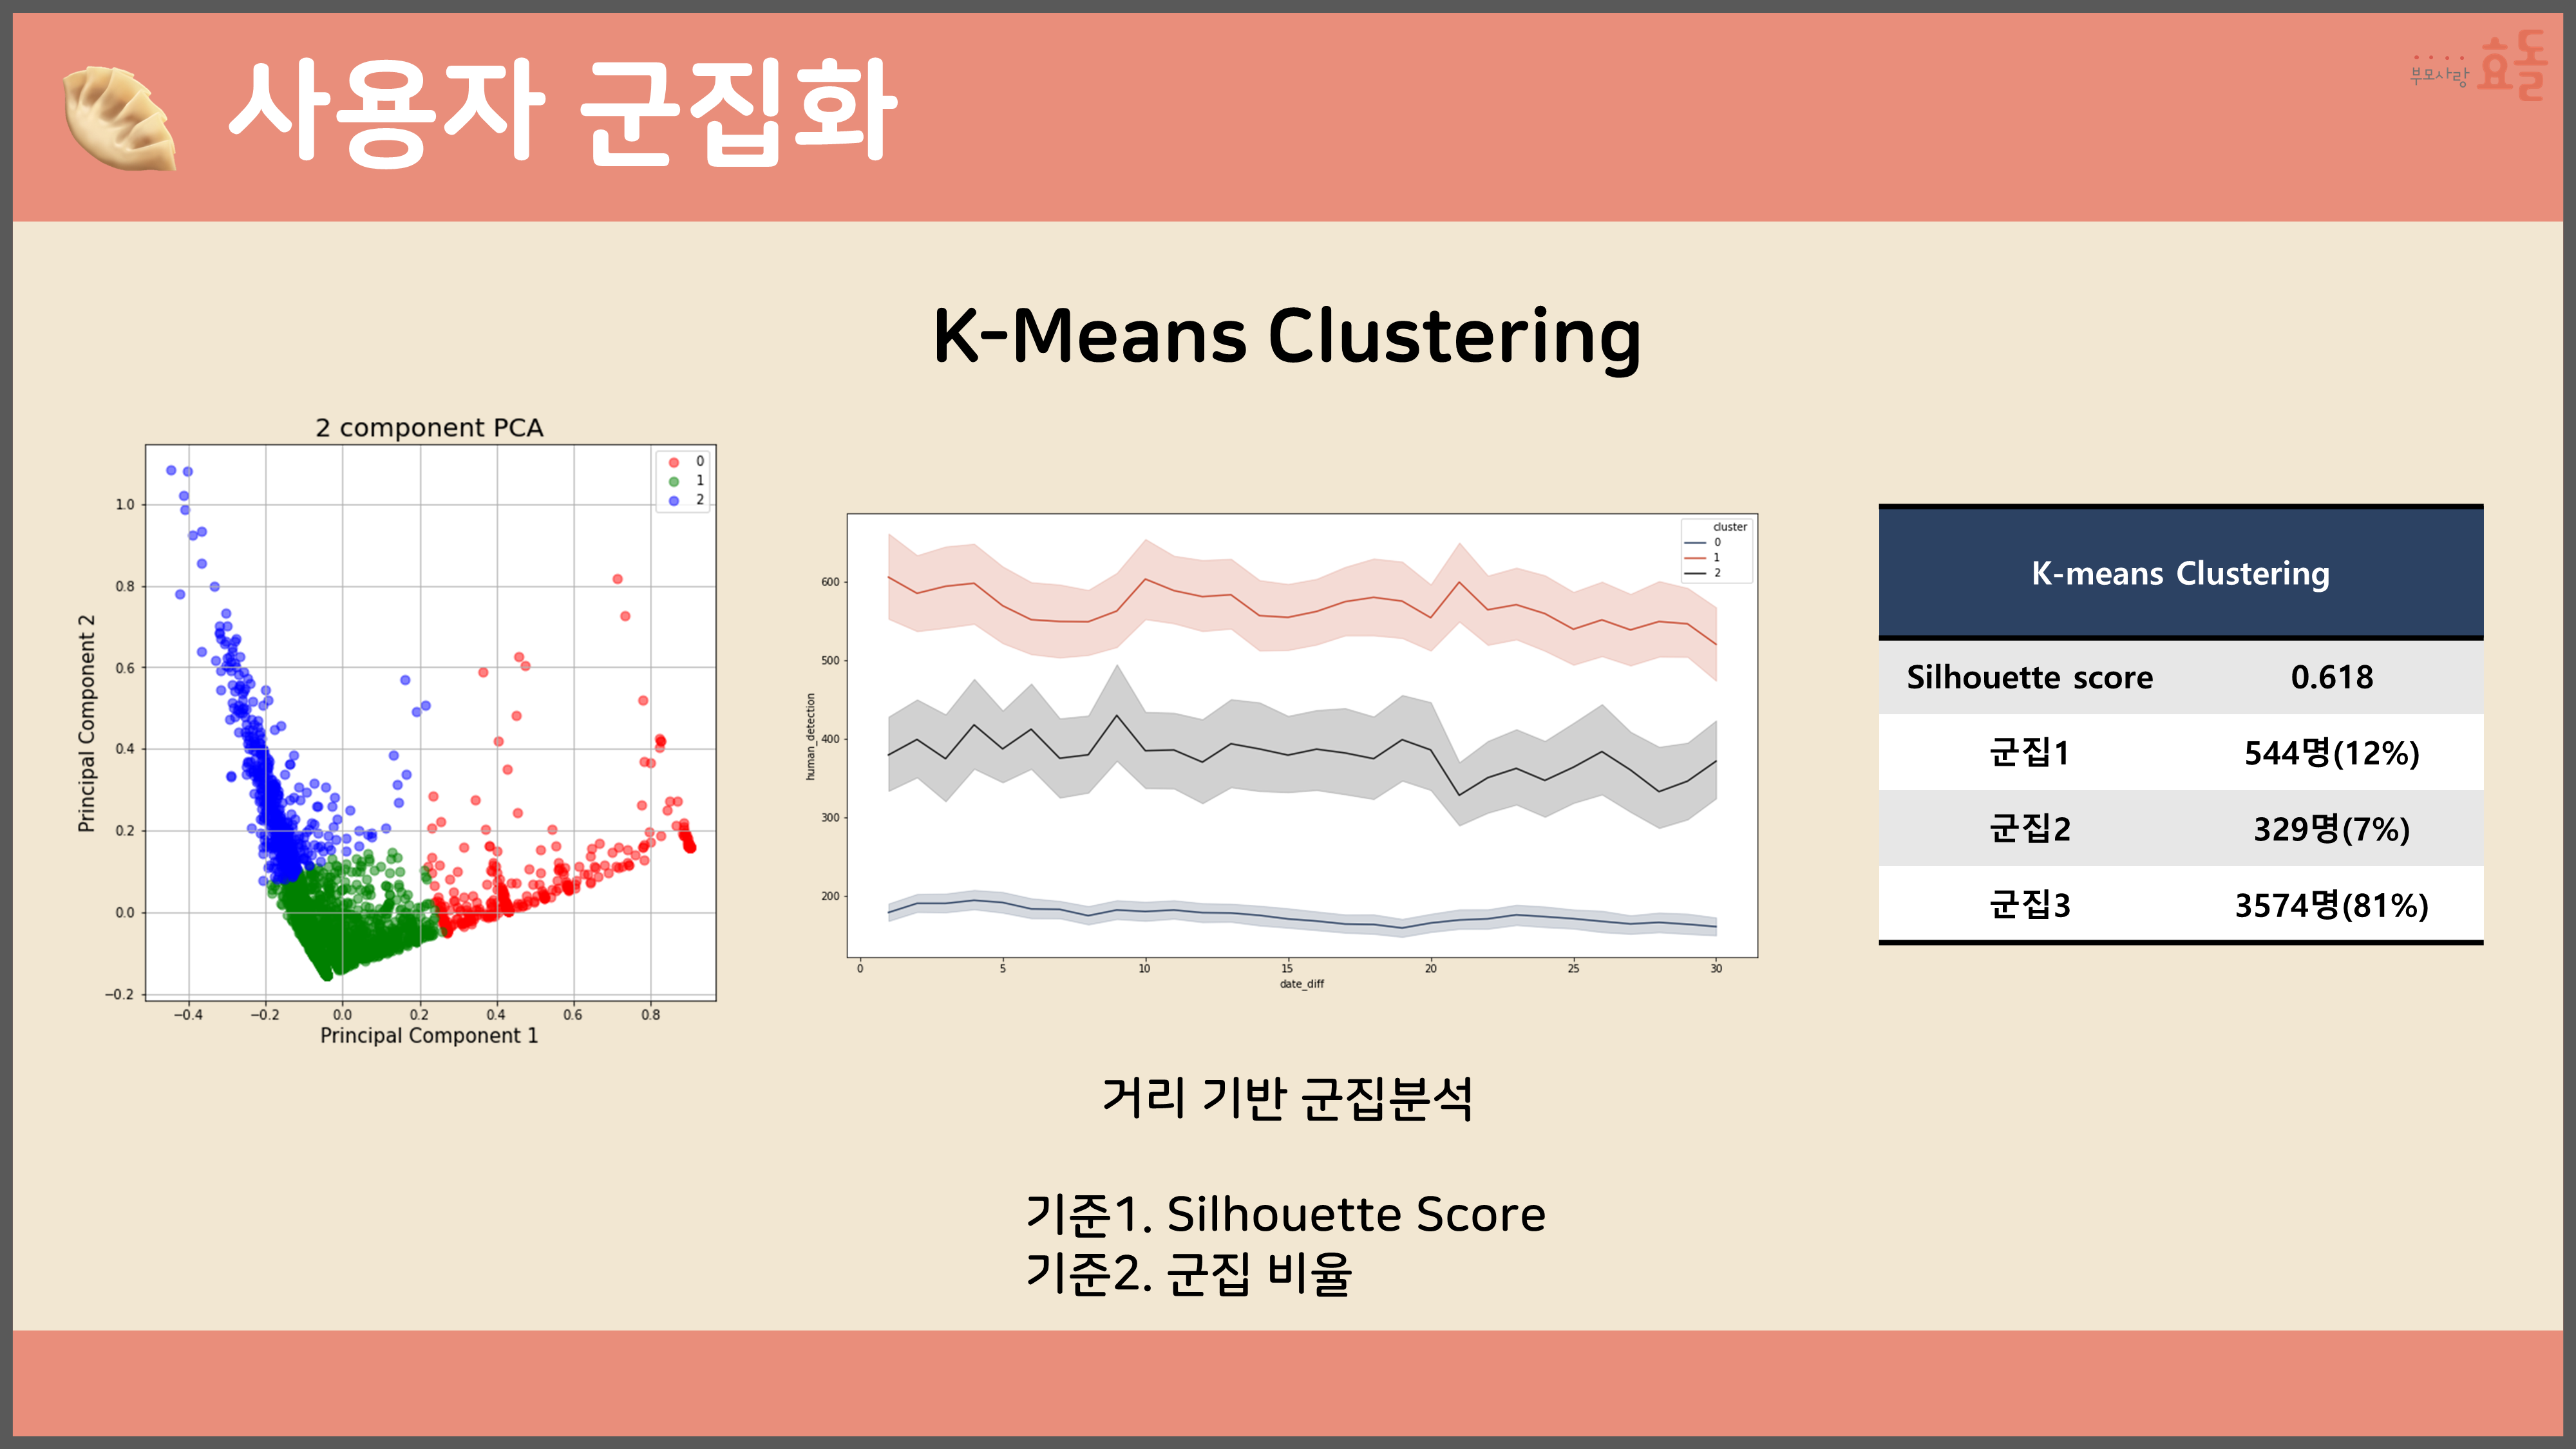 사용자 군집화
부모사랑 효돌
K-Means Clustering
2 component PCA
0
1
2
1.0
0.8
0.6
0.4
0.2
0.0
−0.2
Principal Component 2
−0.4 −0.2 0.0 0.2 0.4 0.6 0.8
Principal Component 1
cluster
0
1
2
600
500
400
300
200
human_detection
0 5 10 15 20 25 30
date_diff
K-means Clustering
Silhouette score 0.618
군집1 544명(12%)
군집2 329명(7%)
군집3 3574명(81%)
거리 기반 군집분석
기준1. Silhouette Score
기준2. 군집 비율